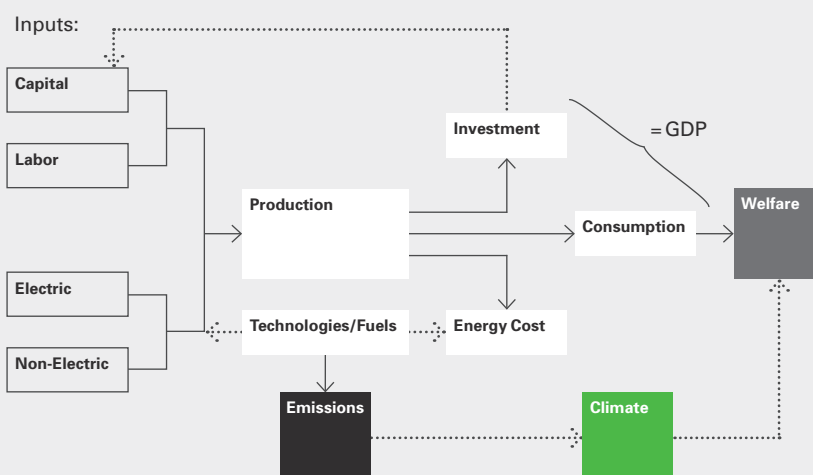 Inputs:
Capital
Labor
Electric
Non-Electric
Production
Technologies/Fuels
Investment
= GDP
Consumption
Welfare
Energy Cost
Emissions
Climate